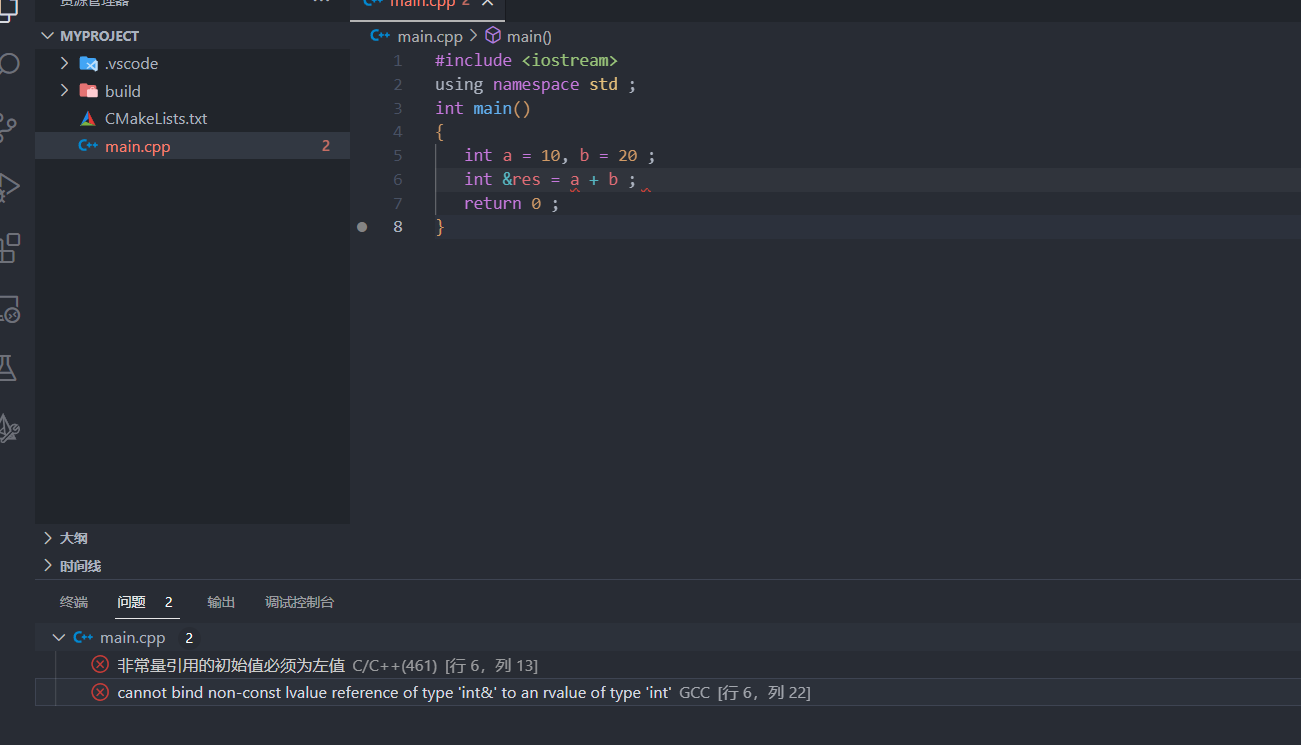 资源管理器 ···
main.cpp 2
MYPROJECT
main.cpp > main()
.vscode
build
CMakeLists.txt
main.cpp 2
1 #include <iostream>
2 using namespace std ;
3 int main()
4 {
5 int a = 10, b = 20 ;
6 int &res = a + b ;
7 return 0 ;
8 }
大纲
时间线
终端 问题 2 输出 调试控制台
main.cpp 2
非常量引用的初始值必须为左值 C/C++(461) [行 6，列 13]
cannot bind non-const lvalue reference of type 'int&' to an rvalue of type 'int' GCC [行 6，列 22]